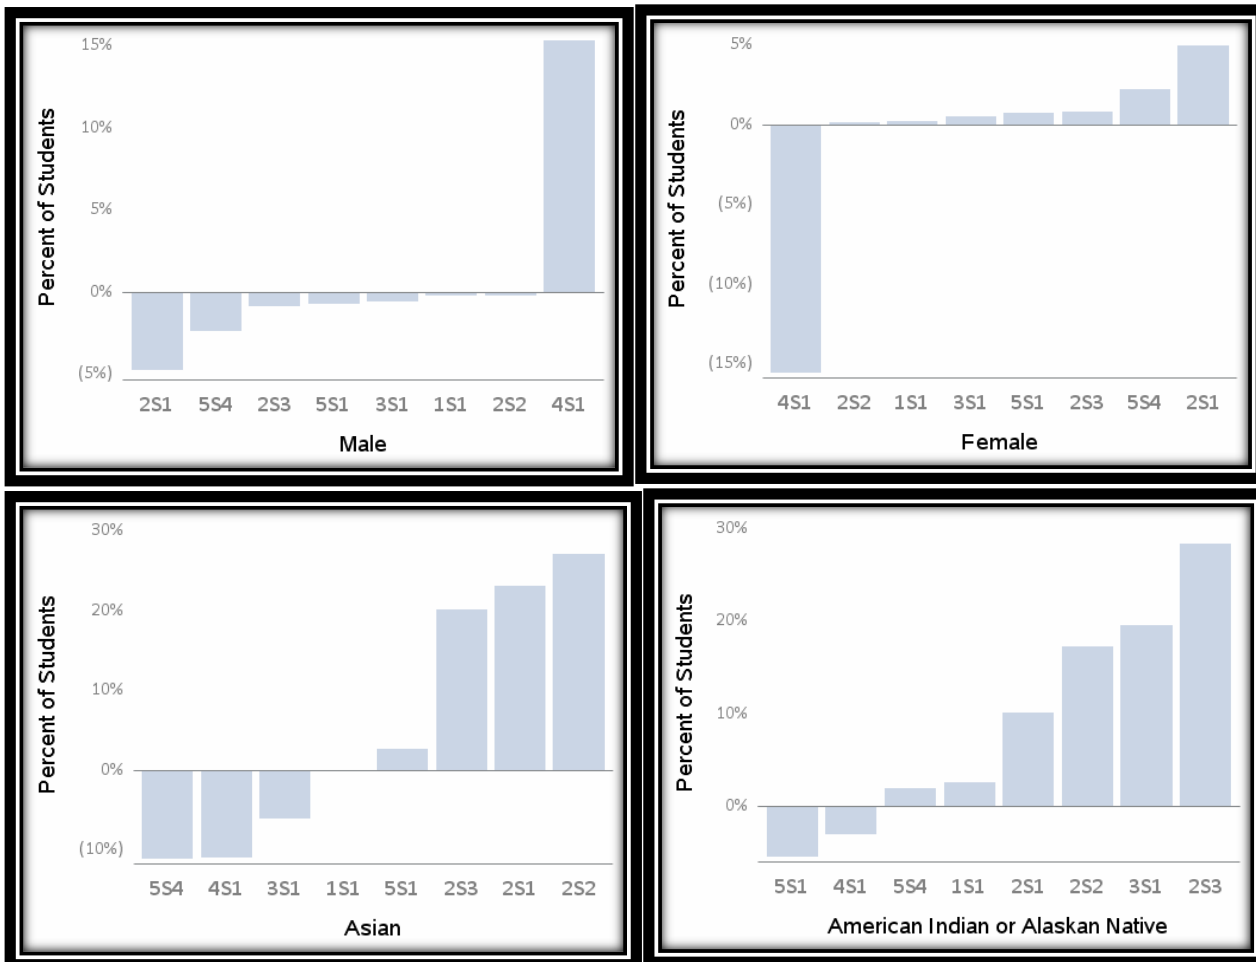 15%
10%
5%
0%
(5%)
Percent of Students
2S1 5S4 2S3 5S1 3S1 1S1 2S2 4S1
Male
5%
0%
(5%)
(10%)
(15%)
Percent of Students
4S1 2S2 1S1 3S1 5S1 2S3 5S4 2S1
Female
30%
20%
10%
0%
(10%)
Percent of Students
5S4 4S1 3S1 1S1 5S1 2S3 2S1 2S2
Asian
30%
20%
10%
0%
Percent of Students
5S1 4S1 5S4 1S1 2S1 2S2 3S1 2S3
American Indian or Alaskan Native